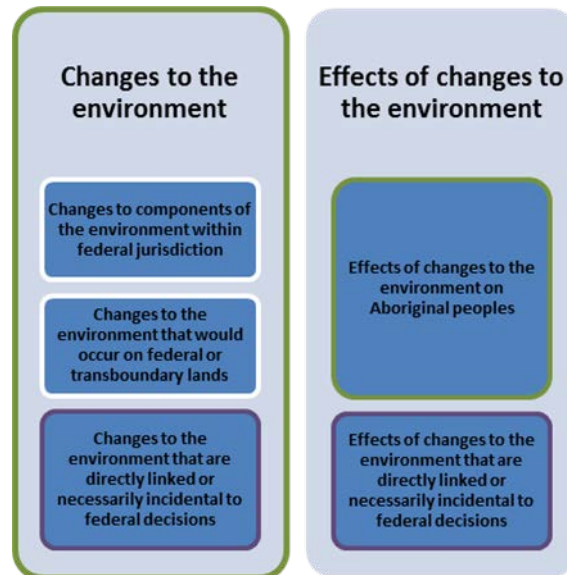 Changes to the
environment
Changes to components of
the environment within
federal jurisdiction
Changes to the
environment that would
occur on federal or
transboundary lands
Changes to the
environment that are
directly linked or
necessarily incidental to
federal decisions
Effects of changes to
the environment
Effects of changes to the
environment on
Aboriginal peoples
Effects of changes to the
environment that are
directly linked or
necessarily incidental to
federal decisions